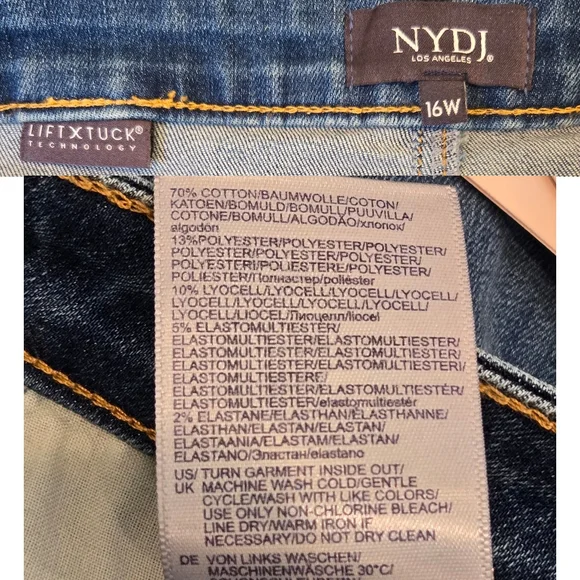 NYDJ®
LOS ANGELES
16W
LIFTXTUCK®
TECHNOLOGY
70% COTTON/BAUMWOLLE/COTON/
KATOEN/BOMULD/BOMULL/PUUVILLA/
COTONE/BOMULL/ALGODÃO/хлопок/
algodón
13%POLYESTER/POLYESTER/POLYESTER/
POLYESTER/POLYESTER/POLYESTER/
POLYESTERI/POLIESTERE/POLYESTER/
POLIÉSTER/Полиэстер/poliéster
10% LYOCELL/LYOCELL/LYOCELL/LYOCELL/
LYOCELL/LYOCELL/LYOCELL/LYOCELL/
LYOCELL/LIOCEL/Лиоцелл/liocel
5% ELASTOMULTIESTER/
ELASTOMULTIESTER/ELASTOMULTIESTER/
ELASTOMULTIESTER/ELASTOMULTIESTER/
ELASTOMULTIESTER/ELASTOMULTIESTERI/
ELASTOMULTIESTERE/
ELASTOMULTIESTER/ELASTOMULTIESTÉR/
ELASTOMULTIESTER/elastomultiestér
2% ELASTANE/ELASTHAN/ÉLASTHANNE/
ELASTHAN/ELASTAN/ELASTAN/
ELASTAANIA/ELASTAM/ELASTAN/
ELASTANO/Эластан/elastano
US/ TURN GARMENT INSIDE OUT/
UK MACHINE WASH COLD/GENTLE
CYCLE/WASH WITH LIKE COLORS/
USE ONLY NON-CHLORINE BLEACH/
LINE DRY/WARM IRON IF
NECESSARY/DO NOT DRY CLEAN
DE VON LINKS WASCHEN/
MASCHINENWÄSCHE 30°C/